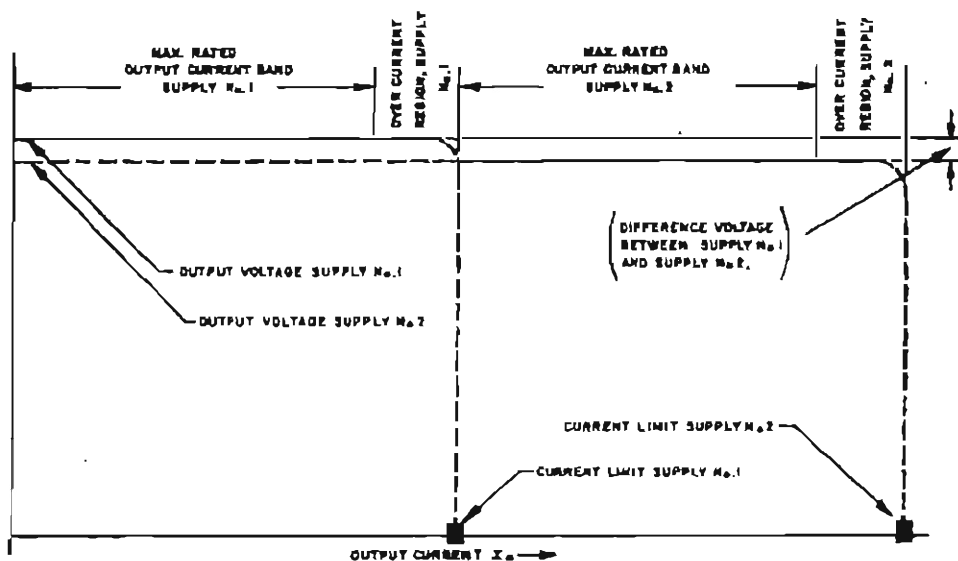 MAX. RATED
OUTPUT CURRENT BAND
SUPPLY No.1
OVER CURRENT
REGION, SUPPLY
No.1
MAX. RATED
OUTPUT CURRENT BAND
SUPPLY No.2
OVER CURRENT
REGION, SUPPLY
No. 2
(DIFFERENCE VOLTAGE
BETWEEN SUPPLY No.1
AND SUPPLY No.2.)
OUTPUT VOLTAGE SUPPLY No.1
OUTPUT VOLTAGE SUPPLY No.2
CURRENT LIMIT SUPPLY No.2
CURRENT LIMIT SUPPLY No.1
OUTPUT CURRENT Io